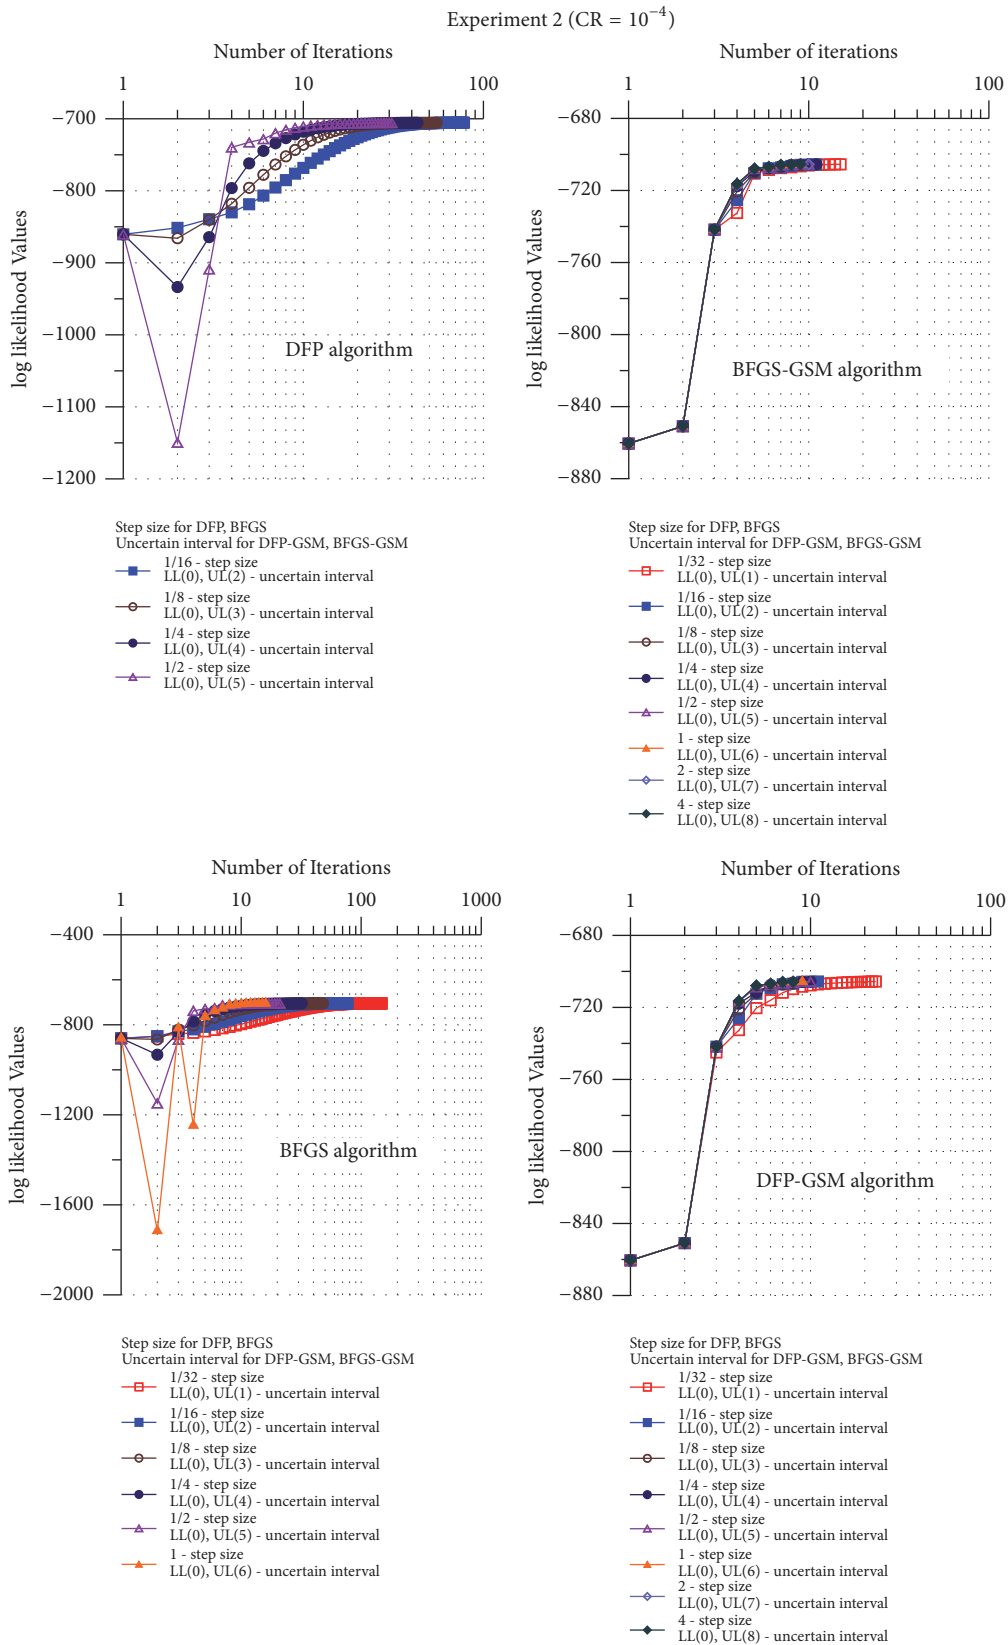 Experiment 2 (CR = 10⁻⁴)
Number of Iterations
1 10 100
−700
−800
−900
−1000
−1100
−1200
log likelihood Values
DFP algorithm
Step size for DFP, BFGS
Uncertain interval for DFP-GSM, BFGS-GSM
1/16 - step size
LL(0), UL(2) - uncertain interval
1/8 - step size
LL(0), UL(3) - uncertain interval
1/4 - step size
LL(0), UL(4) - uncertain interval
1/2 - step size
LL(0), UL(5) - uncertain interval
Number of iterations
1 10 100
−680
−720
−760
−800
−840
−880
log likelihood Values
BFGS-GSM algorithm
Step size for DFP, BFGS
Uncertain interval for DFP-GSM, BFGS-GSM
1/32 - step size
LL(0), UL(1) - uncertain interval
1/16 - step size
LL(0), UL(2) - uncertain interval
1/8 - step size
LL(0), UL(3) - uncertain interval
1/4 - step size
LL(0), UL(4) - uncertain interval
1/2 - step size
LL(0), UL(5) - uncertain interval
1 - step size
LL(0), UL(6) - uncertain interval
2 - step size
LL(0), UL(7) - uncertain interval
4 - step size
LL(0), UL(8) - uncertain interval
Number of Iterations
1 10 100 1000
−400
−800
−1200
−1600
−2000
log likelihood Values
BFGS algorithm
Step size for DFP, BFGS
Uncertain interval for DFP-GSM, BFGS-GSM
1/32 - step size
LL(0), UL(1) - uncertain interval
1/16 - step size
LL(0), UL(2) - uncertain interval
1/8 - step size
LL(0), UL(3) - uncertain interval
1/4 - step size
LL(0), UL(4) - uncertain interval
1/2 - step size
LL(0), UL(5) - uncertain interval
1 - step size
LL(0), UL(6) - uncertain interval
Number of Iterations
1 10 100
−680
−720
−760
−800
−840
−880
log likelihood Values
DFP-GSM algorithm
Step size for DFP, BFGS
Uncertain interval for DFP-GSM, BFGS-GSM
1/32 - step size
LL(0), UL(1) - uncertain interval
1/16 - step size
LL(0), UL(2) - uncertain interval
1/8 - step size
LL(0), UL(3) - uncertain interval
1/4 - step size
LL(0), UL(4) - uncertain interval
1/2 - step size
LL(0), UL(5) - uncertain interval
1 - step size
LL(0), UL(6) - uncertain interval
2 - step size
LL(0), UL(7) - uncertain interval
4 - step size
LL(0), UL(8) - uncertain interval